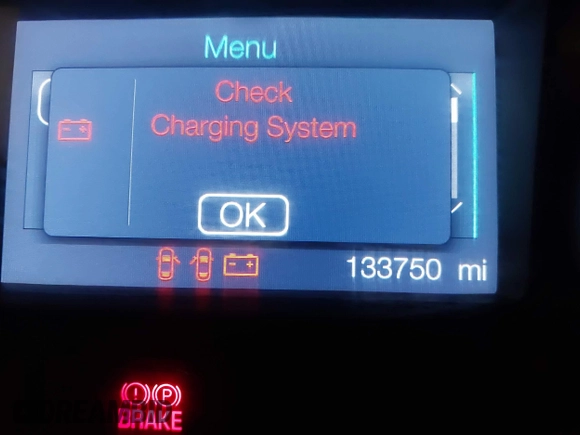 Menu
Check
Charging System
OK
133750 mi
(!) (P)
BRAKE